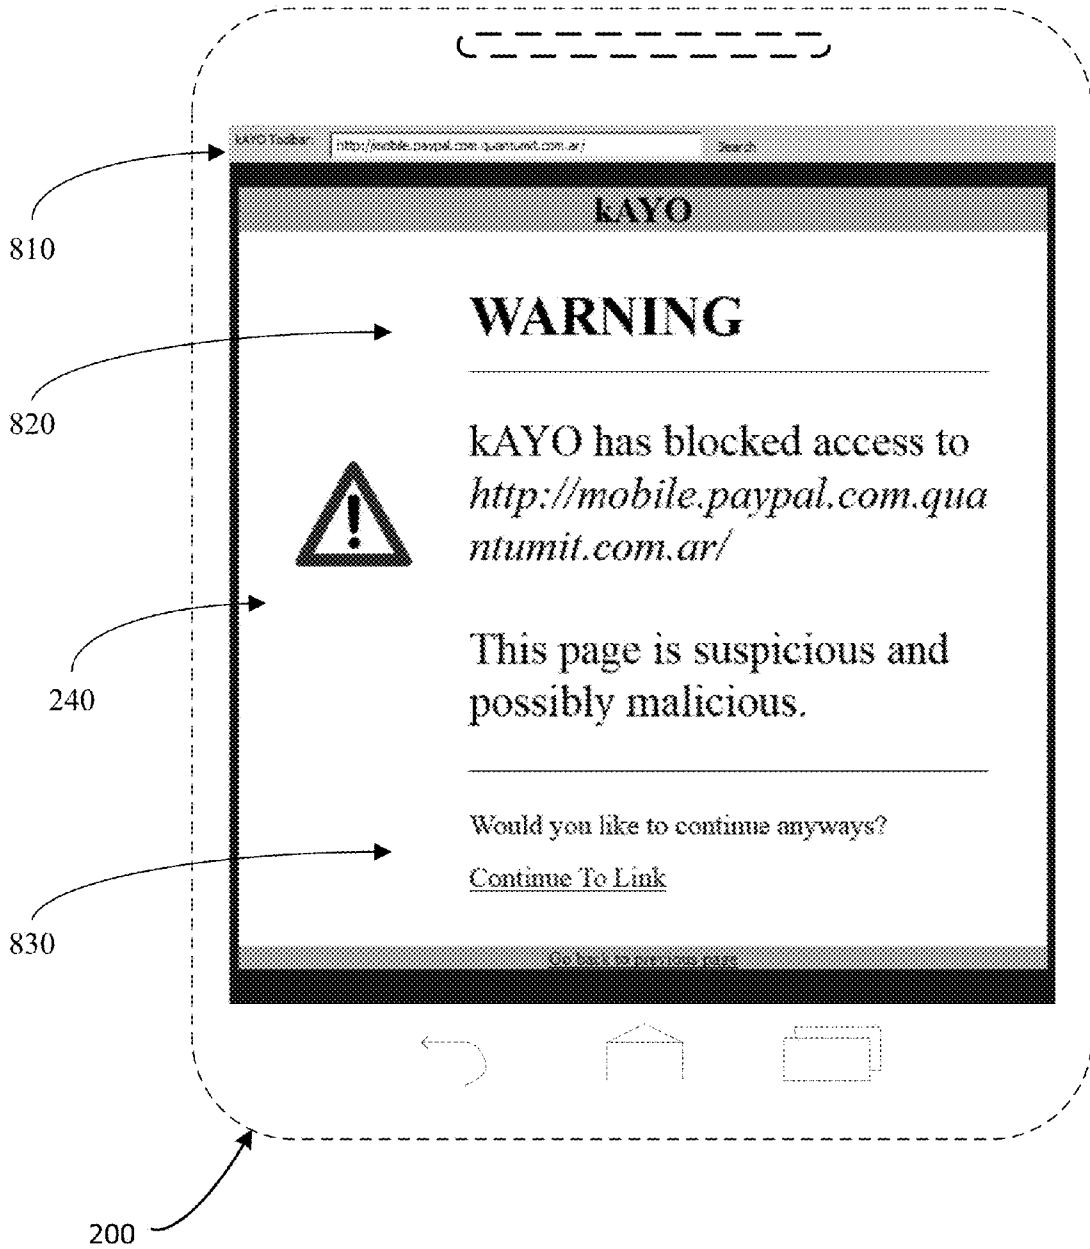 kAYO Toolbar:
http://mobile.paypal.com.quantumit.com.ar/
Search
kAYO
810
WARNING
820
kAYO has blocked access to
http://mobile.paypal.com.qua
ntumit.com.ar/
This page is suspicious and
240
possibly malicious.
Would you like to continue anyways?
Continue To Link
830
Go back to previous page
200